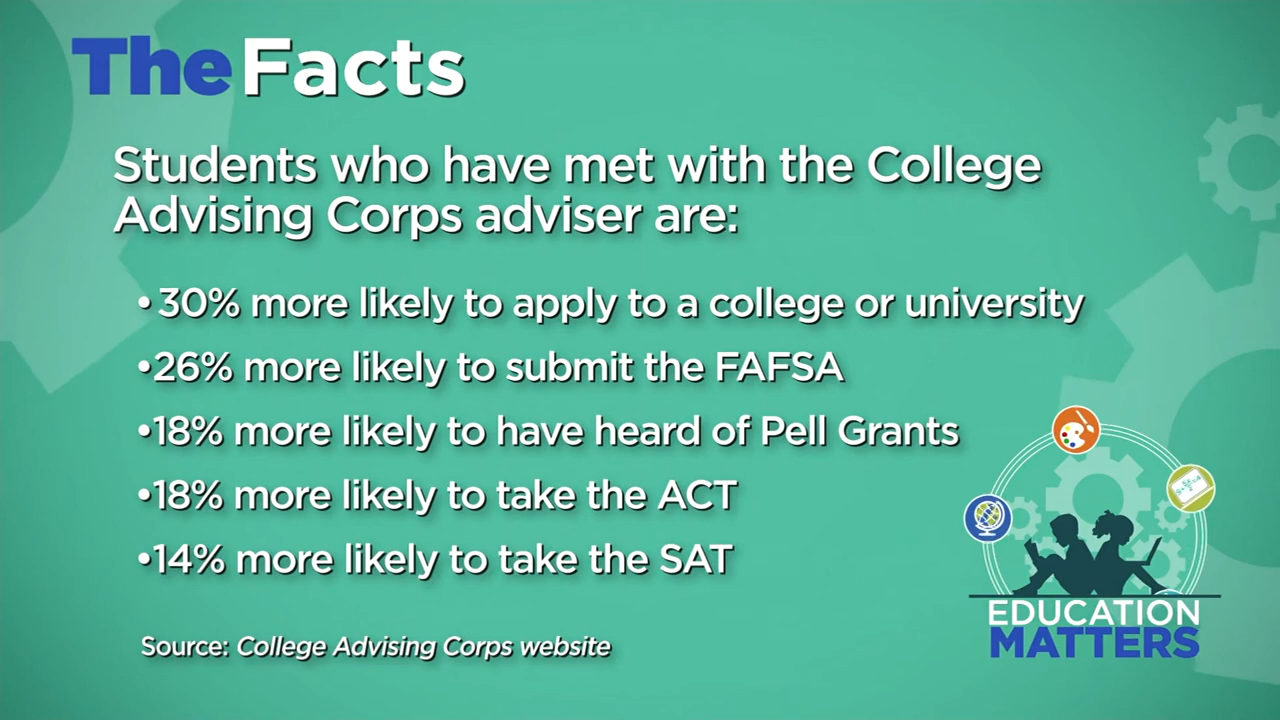 The Facts
Students who have met with the College
Advising Corps adviser are:
• 30% more likely to apply to a college or university
•26% more likely to submit the FAFSA
•18% more likely to have heard of Pell Grants
•18% more likely to take the ACT
•14% more likely to take the SAT
Source: College Advising Corps website
EDUCATION
MATTERS